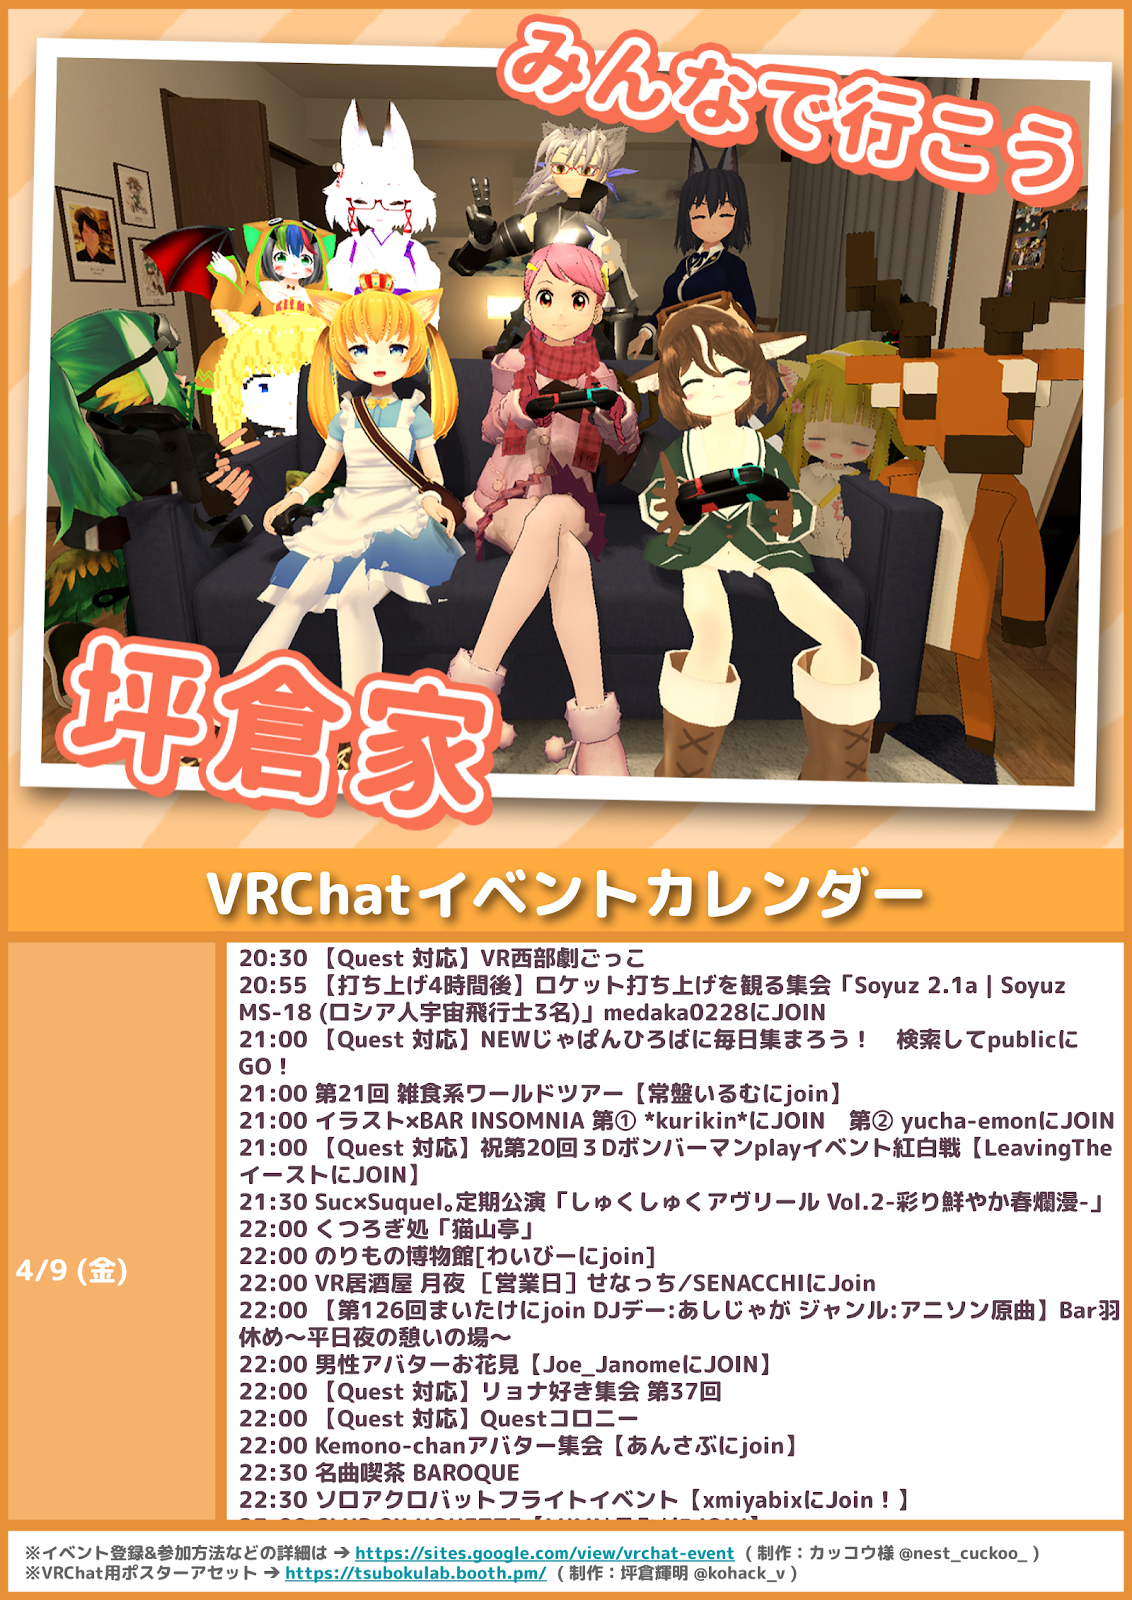 みんなで行こう
坪倉家
VRChatイベントカレンダー
4/9 (金)
20:30 【Quest 対応】VR西部劇ごっこ
20:55 【打ち上げ4時間後】ロケット打ち上げを観る集会「Soyuz 2.1a | Soyuz
MS-18 (ロシア人宇宙飛行士3名)」medaka0228にJOIN
21:00 【Quest 対応】NEWじゃぱんひろばに毎日集まろう！　検索してpublicに
GO！
21:00 第21回 雑食系ワールドツアー【常盤いるむにjoin】
21:00 イラスト×BAR INSOMNIA 第① *kurikin*にJOIN　第② yucha-emonにJOIN
21:00 【Quest 対応】祝第20回３Dボンバーマンplayイベント紅白戦【LeavingThe
イーストにJOIN】
21:30 Suc×Suquel｡定期公演「しゅくしゅくアヴリール Vol.2-彩り鮮やか春爛漫-」
22:00 くつろぎ処「猫山亭」
22:00 のりもの博物館[わいびーにjoin]
22:00 VR居酒屋 月夜 ［営業日］せなっち/SENACCHIにJoin
22:00 【第126回まいたけにjoin DJデー:あしじゃが ジャンル:アニソン原曲】Bar羽
休め〜平日夜の憩いの場〜
22:00 男性アバターお花見【Joe_JanomeにJOIN】
22:00 【Quest 対応】リョナ好き集会 第37回
22:00 【Quest 対応】Questコロニー
22:00 Kemono-chanアバター集会【あんさぶにjoin】
22:30 名曲喫茶 BAROQUE
22:30 ソロアクロバットフライトイベント【xmiyabixにJoin！】
※イベント登録&参加方法などの詳細は → https://sites.google.com/view/vrchat-event ( 制作：カッコウ様 @nest_cuckoo_ )
※VRChat用ポスターアセット → https://tsubokulab.booth.pm/ ( 制作：坪倉輝明 @kohack_v )